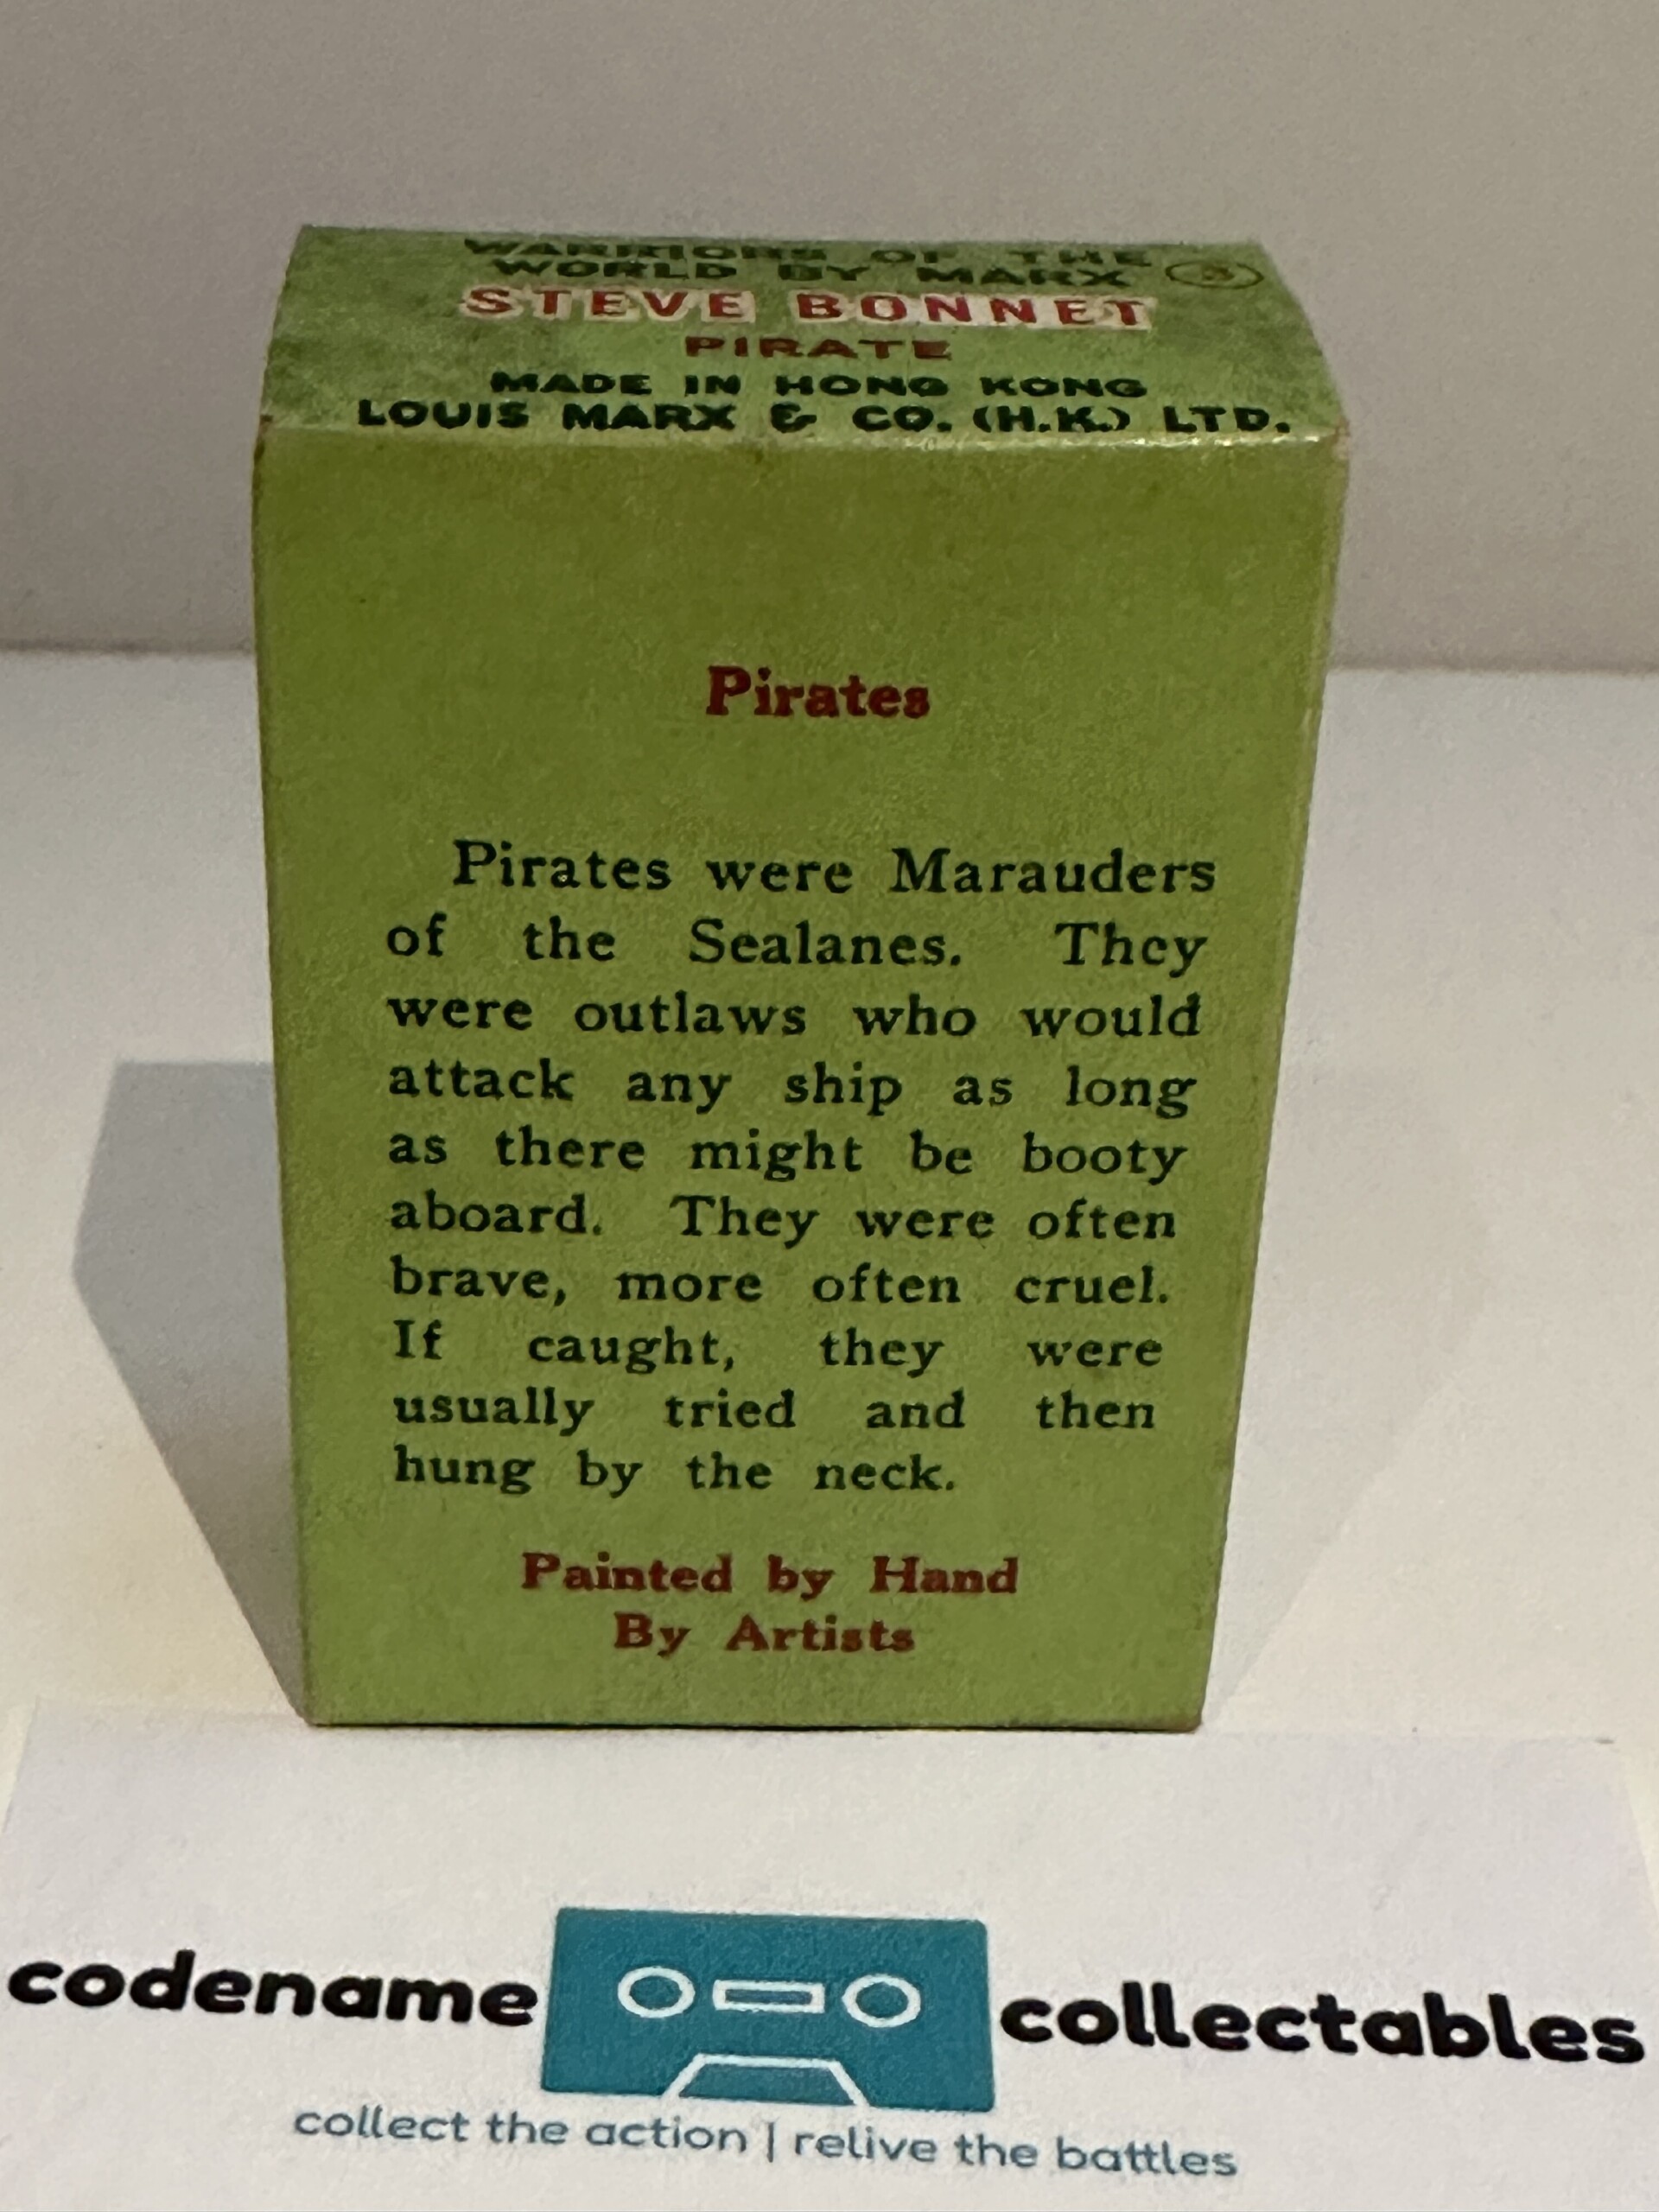 WARRIORS OF THE
WORLD BY MARX
STEVE BONNET
PIRATE
MADE IN HONG KONG
LOUIS MARX & CO. (H.K.) LTD.
Pirates
Pirates were Marauders
of the Sealanes. They
were outlaws who would
attack any ship as long
as there might be booty
aboard. They were often
brave, more often cruel.
If caught, they were
usually tried and then
hung by the neck.
Painted by Hand
By Artists
codename collectables
collect the action | relive the battles